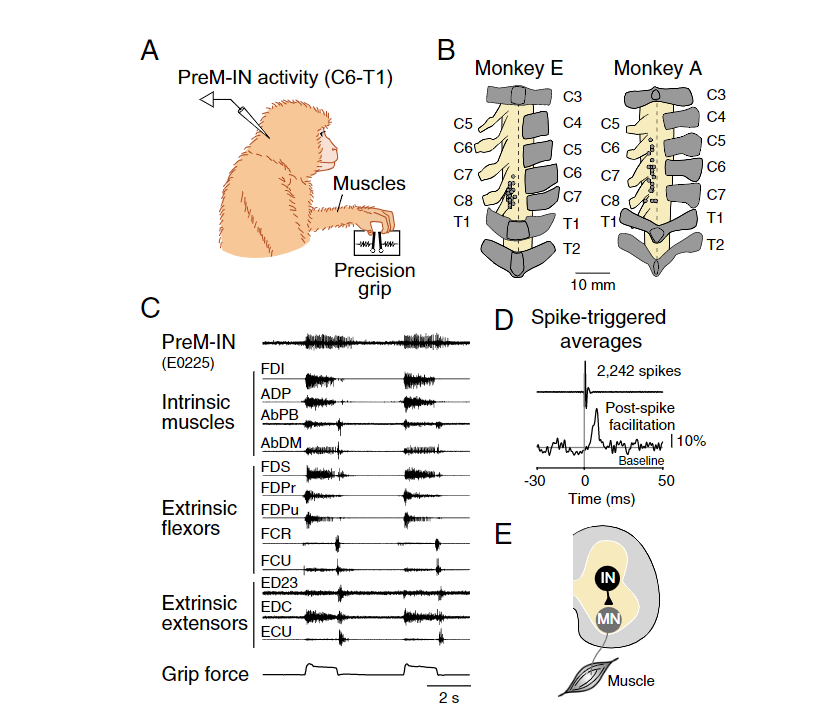 A
PreM-IN activity (C6-T1)
Muscles
Precision
grip
B
Monkey E
Monkey A
C3
C5
C4
C6
C5
C7
C6
C8
C7
T1
T1
T2
C3
C4
C5
C5
C6
C6
C7
C7
C8
T1
T1
T2
10 mm
C
PreM-IN
(E0225)
FDI
ADP
Intrinsic
muscles
AbPB
AbDM
FDS
FDPr
Extrinsic
flexors
FDPu
FCR
FCU
ED23
Extrinsic
extensors
EDC
ECU
Grip force
2 s
D
Spike-triggered
averages
2,242 spikes
Post-spike
facilitation
10%
Baseline
-30
0
50
Time (ms)
E
IN
MN
Muscle